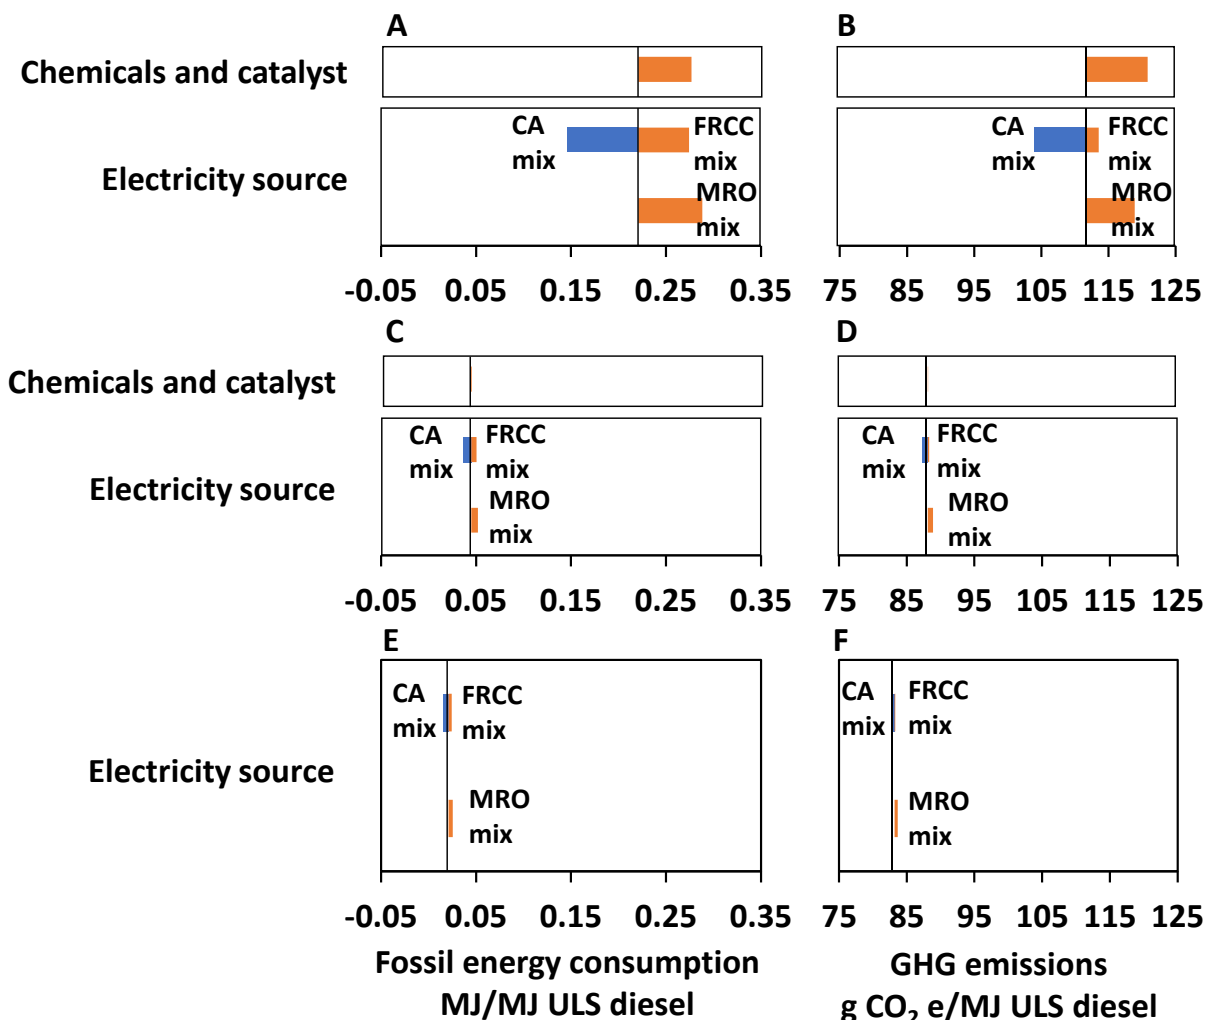 A
B
Chemicals and catalyst
CA
mix
FRCC
mix
CA
mix
FRCC
mix
Electricity source
MRO
mix
MRO
mix
-0.05 0.05 0.15 0.25 0.35
75 85 95 105 115 125
C
D
Chemicals and catalyst
CA
mix
FRCC
mix
CA
mix
FRCC
mix
Electricity source
MRO
mix
MRO
mix
-0.05 0.05 0.15 0.25 0.35
75 85 95 105 115 125
E
F
CA
mix
FRCC
mix
CA
mix
FRCC
mix
Electricity source
MRO
mix
MRO
mix
-0.05 0.05 0.15 0.25 0.35
75 85 95 105 115 125
Fossil energy consumption
MJ/MJ ULS diesel
GHG emissions
g CO₂ e/MJ ULS diesel